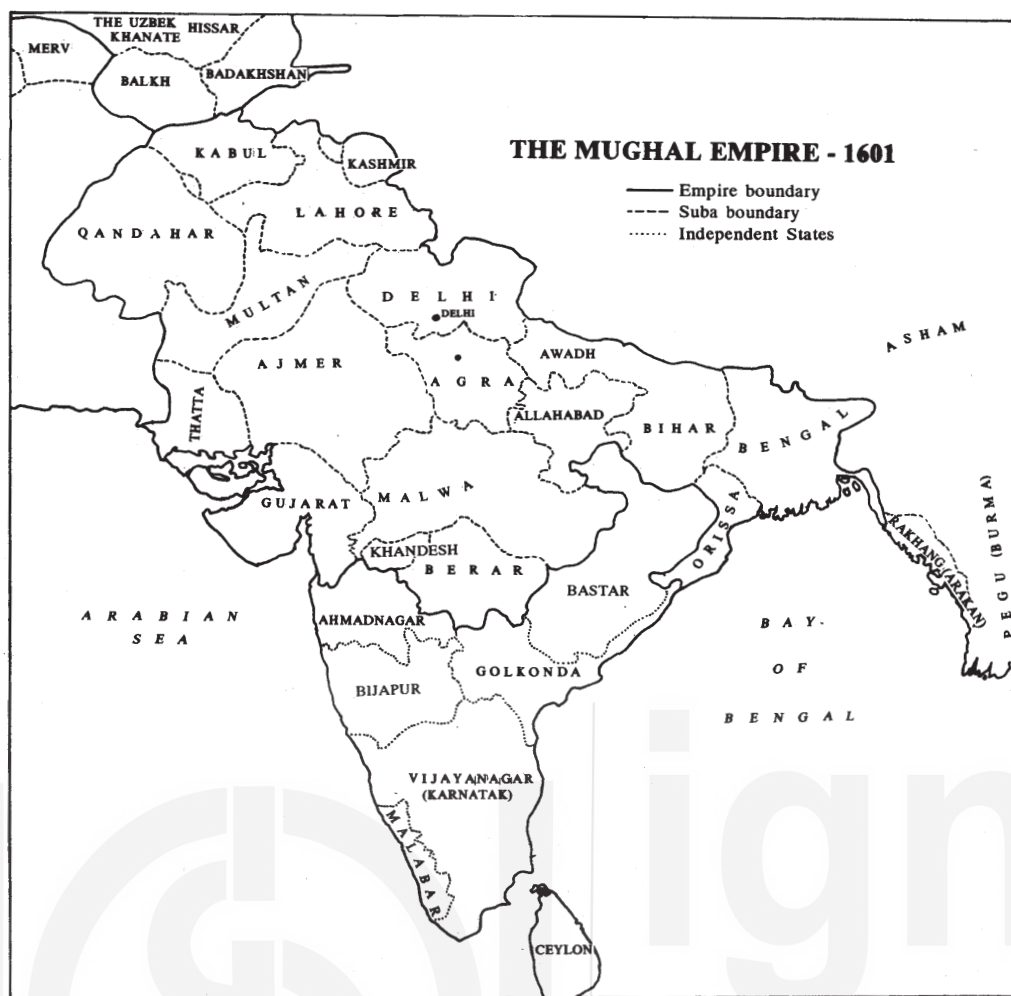 THE UZBEK
KHANATE
HISSAR
MERV
BALKH
BADAKHSHAN
KABUL
KASHMIR
THE MUGHAL EMPIRE - 1601
Empire boundary
Suba boundary
Independent States
LAHORE
QANDAHAR
MULTAN
DELHI
DELHI
ASHAM
AJMER
AWADH
AGRA
THATTA
ALLAHABAD
BIHAR
BENGAL
MALWA
GUJARAT
ORISSA
PEGU (BURMA)
RAKHANG (ARAKAN)
KHANDESH
BERAR
BASTAR
ARABIAN
SEA
AHMADNAGAR
BAY
OF
BENGAL
GOLKONDA
BIJAPUR
VIJAYANAGAR
(KARNATAK)
MALABAR
CEYLON
ign